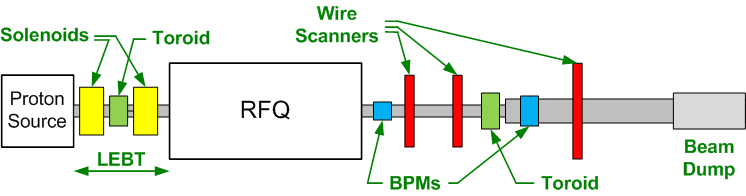 Wire
Scanners
Solenoids
Toroid
Proton
Source
RFQ
LEBT
BPMs
Toroid
Beam
Dump